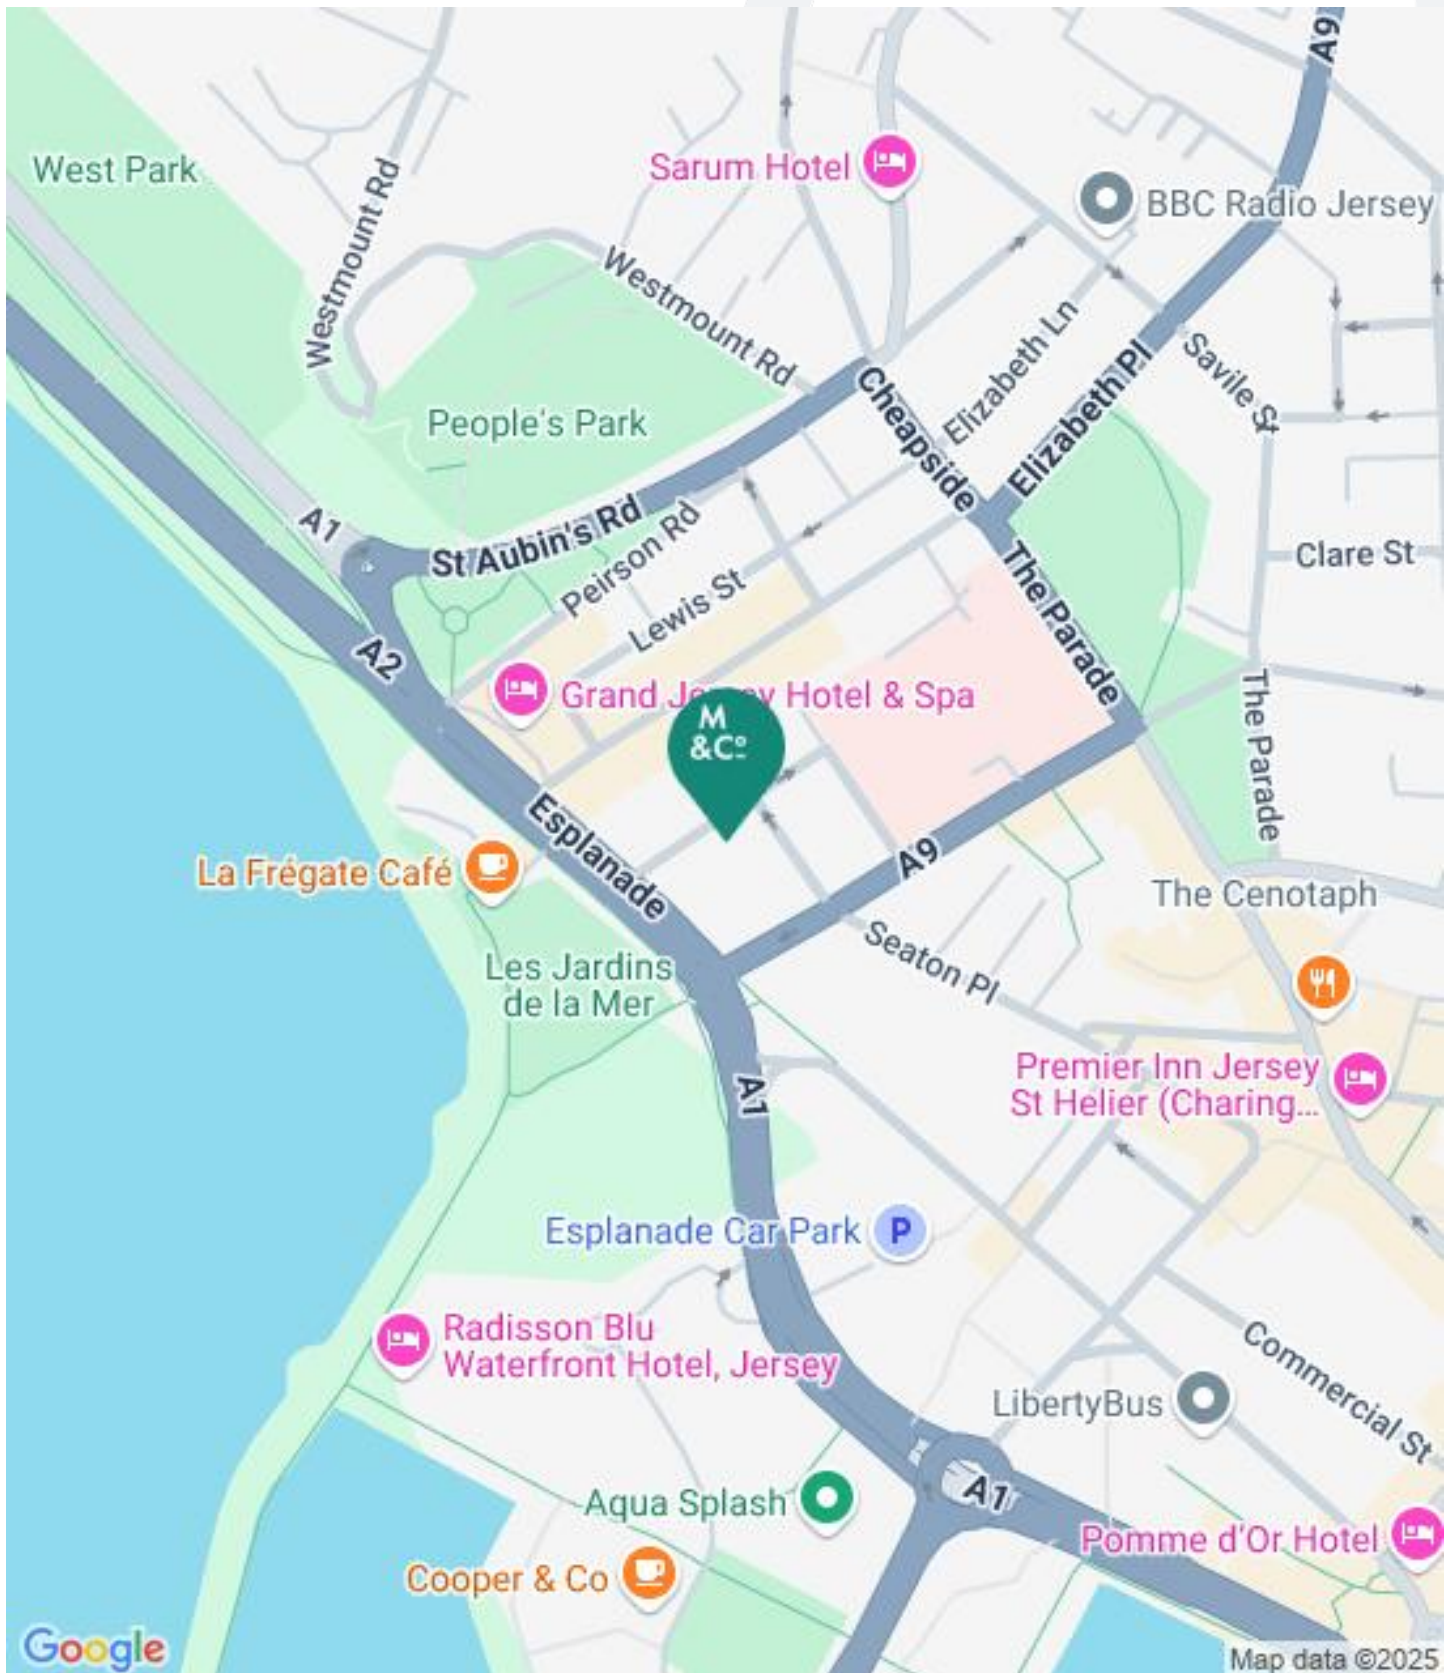 A9
West Park
Sarum Hotel
BBC Radio Jersey
Westmount Rd
Westmount Rd
Elizabeth Ln
Savile St
Cheapside
Elizabeth Pl
People's Park
A1
St Aubin's Rd
Peirson Rd
Lewis St
Clare St
The Parade
A2
Grand Jersey Hotel & Spa
M
&Co
The Parade
Esplanade
La Frégate Café
A9
The Cenotaph
Seaton Pl
Les Jardins
de la Mer
A1
Premier Inn Jersey
St Helier (Charing...
Esplanade Car Park
P
Radisson Blu
Waterfront Hotel, Jersey
Commercial St
LibertyBus
A1
Aqua Splash
Pomme d'Or Hotel
Cooper & Co
Google
Map data ©2025